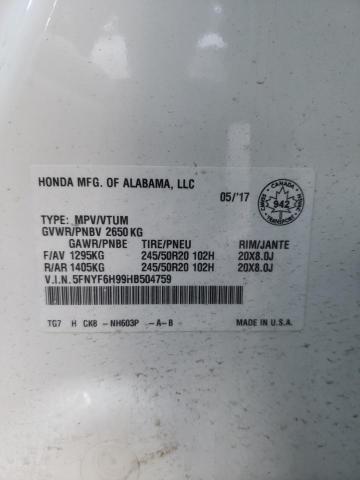 HONDA MFG. OF ALABAMA, LLC
05/'17
CANADA
942
TRANSPORT
TYPE: MPV/VTUM
GVWR/PNBV 2650KG
GAWR/PNBE TIRE/PNEU RIM/JANTE
F/AV 1295KG 245/50R20 102H 20X8.0J
R/AR 1405KG 245/50R20 102H 20X8.0J
V.I.N.5FNYF6H99HB504759
TG7 H CK8 -NH603P -A-B MADE IN U.S.A.